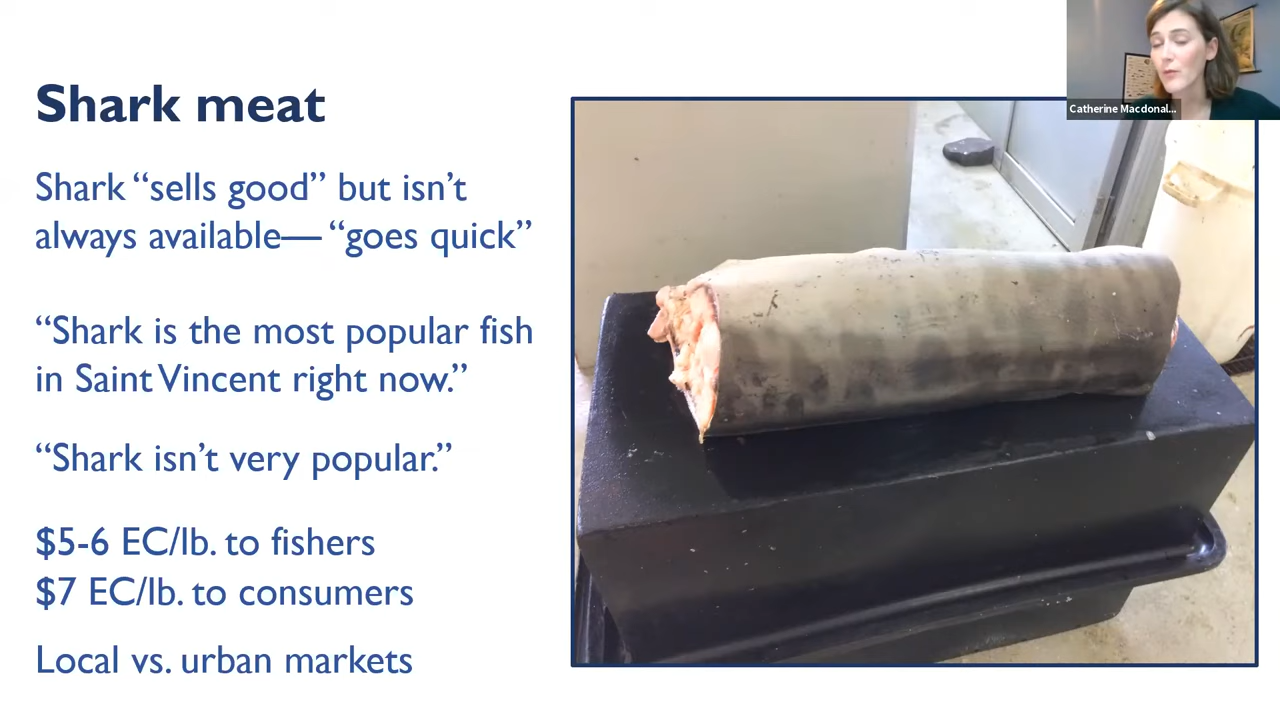 Shark meat
Shark “sells good” but isn’t
always available— “goes quick”
“Shark is the most popular fish
in Saint Vincent right now.”
“Shark isn’t very popular.”
$5-6 EC/lb. to fishers
$7 EC/lb. to consumers
Local vs. urban markets
Catherine Macdonal...